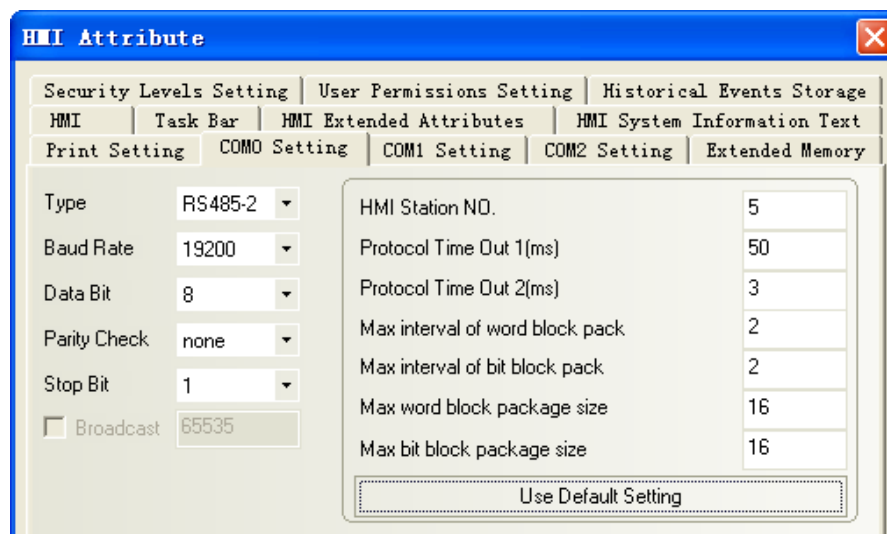 HMI Attribute
Security Levels Setting User Permissions Setting Historical Events Storage
HMI Task Bar HMI Extended Attributes HMI System Information Text
Print Setting COM0 Setting COM1 Setting COM2 Setting Extended Memory
Type RS485-2 HMI Station NO. 5
Baud Rate 19200 Protocol Time Out 1(ms) 50
Data Bit 8 Protocol Time Out 2(ms) 3
Parity Check none Max interval of word block pack 2
Stop Bit 1 Max interval of bit block pack 2
Broadcast 65535 Max word block package size 16
Max bit block package size 16
Use Default Setting